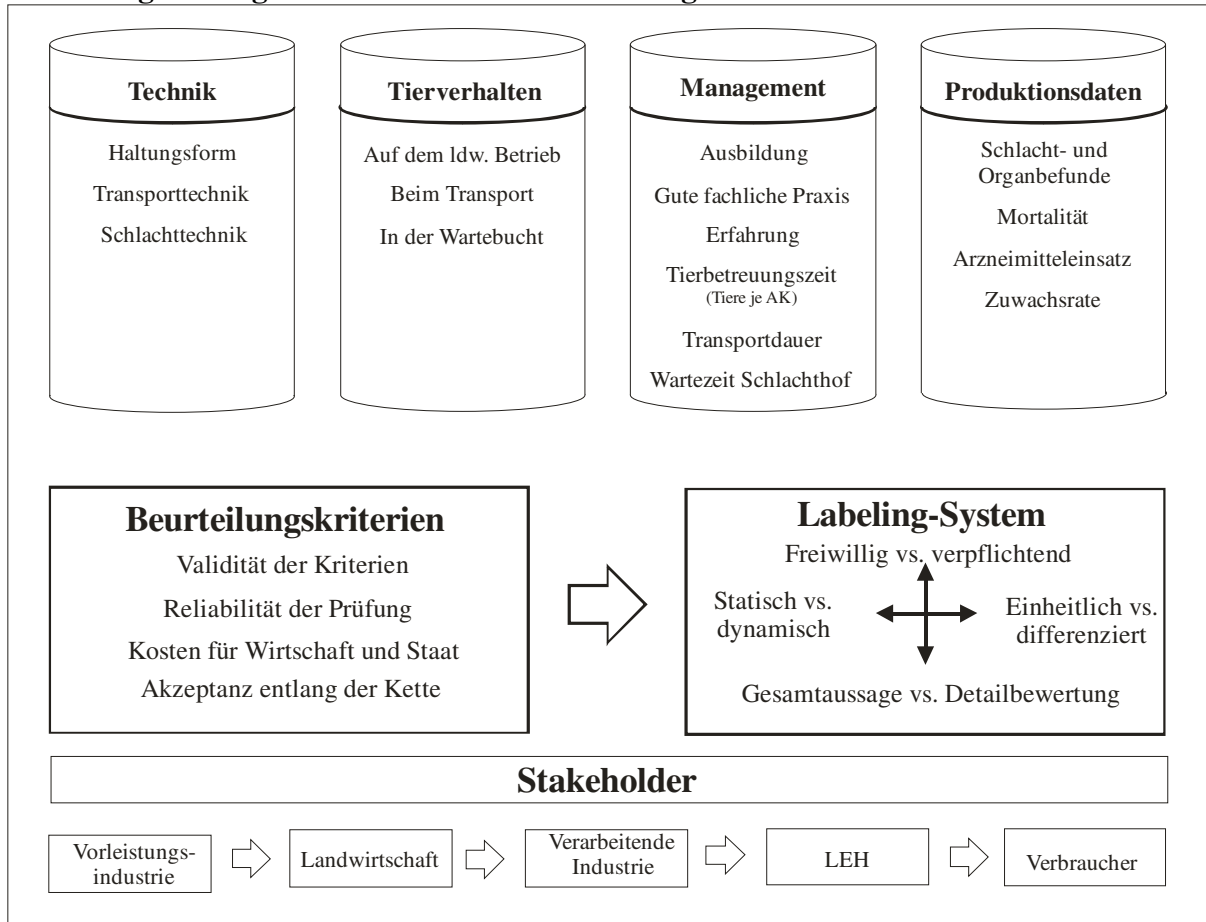 Technik
Haltungsform
Transporttechnik
Schlachttechnik
Tierverhalten
Auf dem ldw. Betrieb
Beim Transport
In der Wartebucht
Management
Ausbildung
Gute fachliche Praxis
Erfahrung
Tierbetreuungszeit
(Tiere je AK)
Transportdauer
Wartezeit Schlachthof
Produktionsdaten
Schlacht- und
Organbefunde
Mortalität
Arzneimitteleinsatz
Zuwachsrate
Beurteilungskriterien
Validität der Kriterien
Reliabilität der Prüfung
Kosten für Wirtschaft und Staat
Akzeptanz entlang der Kette
Labeling-System
Freiwillig vs. verpflichtend
Statisch vs.
dynamisch
Einheitlich vs.
differenziert
Gesamtaussage vs. Detailbewertung
Stakeholder
Vorleistungs-
industrie
Landwirtschaft
Verarbeitende
Industrie
LEH
Verbraucher